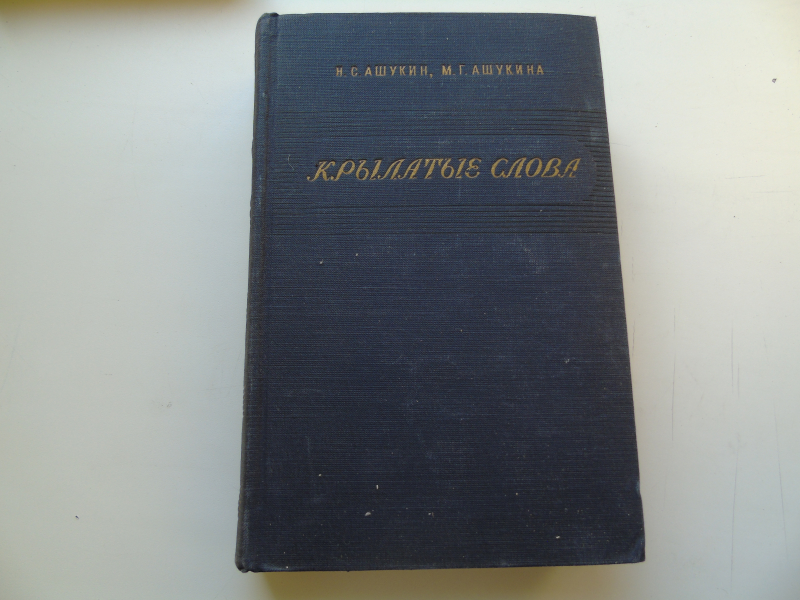 Н. С. АШУКИН, М. Г. АШУКИНА
КРЫЛАТЫЕ СЛОВА